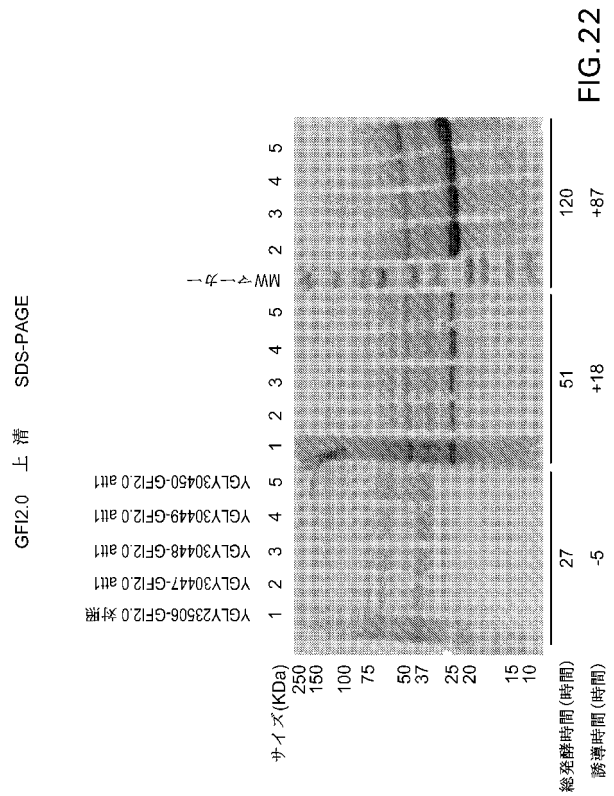 GFI2.0 上清 SDS-PAGE
YGLY23506-GFI2.0 対照
YGLY30447-GFI2.0 att1
YGLY30448-GFI2.0 att1
YGLY30449-GFI2.0 att1
YGLY30450-GFI2.0 att1
1 2 3 4 5 1 2 3 4 5 MWマーカー 2 3 4 5
サイズ(KDa)
250
150
100
75
50
37
25
20
15
10
総発酵時間(時間) 27 51 120
誘導時間(時間) -5 +18 +87
FIG.22